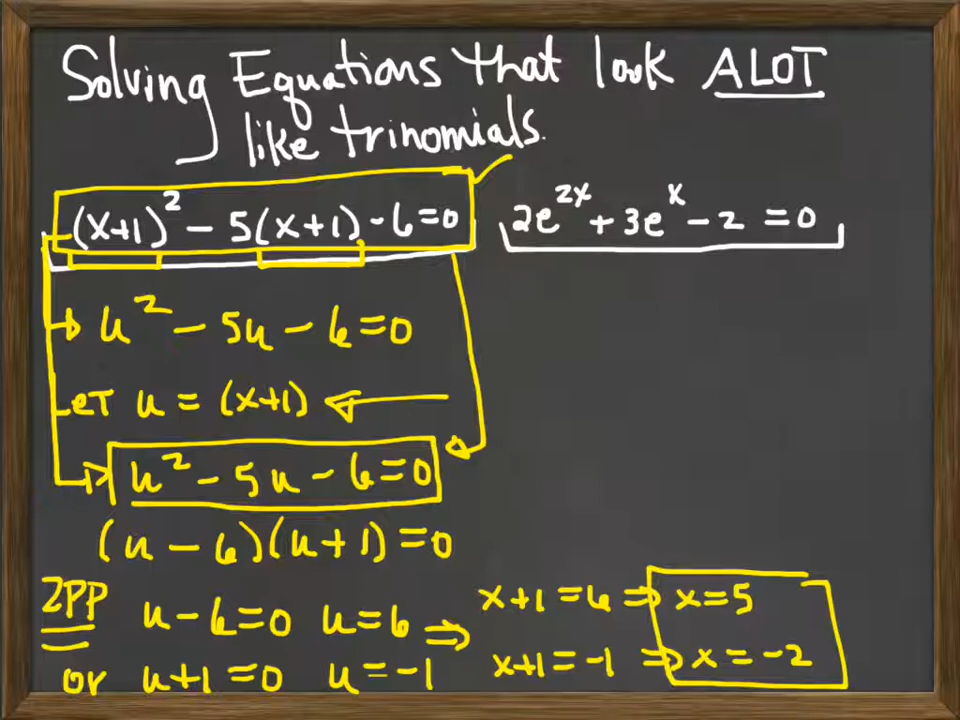 Solving Equations that look ALOT
like trinomials.
(x+1)² - 5(x+1) - 6 = 0
2e^{2x} + 3e^{x} - 2 = 0
u² - 5u - 6 = 0
Let u = (x+1)
u² - 5u - 6 = 0
(u - 6)(u + 1) = 0
ZPP u - 6 = 0 u = 6 ⇒ x+1 = 6 ⇒ x = 5
or u + 1 = 0 u = -1 x+1 = -1 ⇒ x = -2